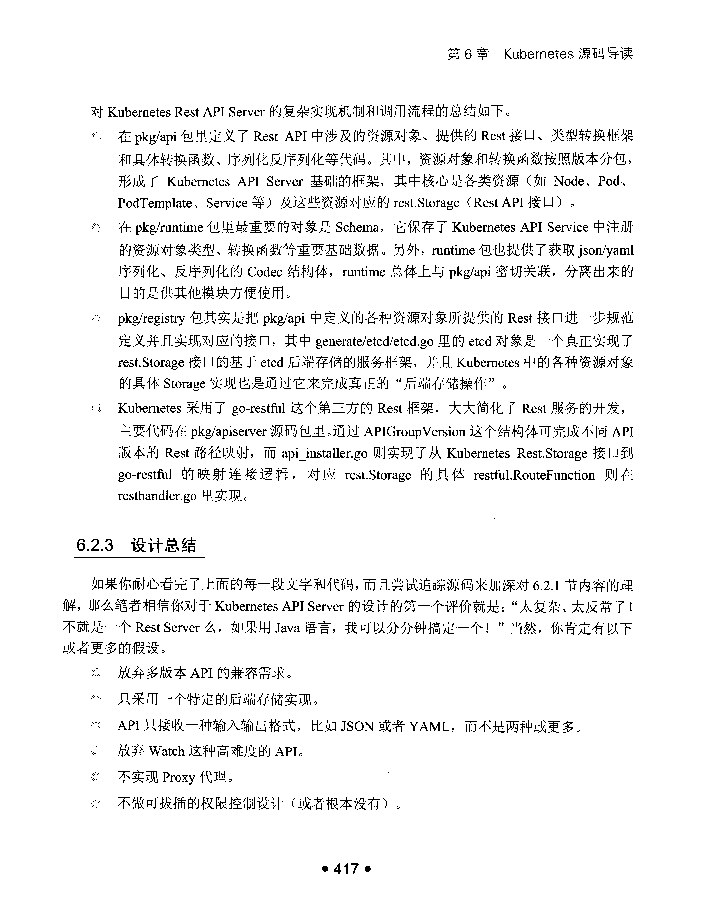 第 6 章 Kubernetes 源码导读
对 Kubernetes Rest API Server 的复杂实现机制和调用流程的总结如下。
在 pkg/api 包里定义了 Rest API 中涉及的资源对象、提供的 Rest 接口、类型转换框架
和具体转换函数、序列化反序列化等代码。其中，资源对象和转换函数按照版本分包，
形成了 Kubernetes API Server 基础的框架，其中核心是各类资源（如 Node、Pod、
PodTemplate、Service 等）及这些资源对应的 rest.Storage（Rest API 接口）。
在 pkg/runtime 包里最重要的对象是 Schema，它保存了 Kubernetes API Service 中注册
的资源对象类型、转换函数等重要基础数据。另外，runtime 包也提供了获取 json/yaml
序列化、反序列化的 Codec 结构体，runtime 总体上与 pkg/api 密切关联，分离出来的
目的是供其他模块方便使用。
pkg/registry 包其实是把 pkg/api 中定义的各种资源对象所提供的 Rest 接口进一步规范
定义并且实现对应的接口，其中 generate/etcd/etcd.go 里的 etcd 对象是一个真正实现了
rest.Storage 接口的基于 etcd 后端存储的服务框架，并且 Kubernetes 中的各种资源对象
的具体 Storage 实现也是通过它来完成真正的“后端存储操作”。
Kubernetes 采用了 go-restful 这个第三方的 Rest 框架，大大简化了 Rest 服务的开发，
主要代码在 pkg/apiserver 源码包里。通过 APIGroupVersion 这个结构体可完成不同 API
版本的 Rest 路径映射，而 api_installer.go 则实现了从 Kubernetes Rest.Storage 接口到
go-restful 的映射连接逻辑，对应 rest.Storage 的具体 restful.RouteFunction 则在
resthandler.go 里实现。
6.2.3 设计总结
如果你耐心看完了上面的每一段文字和代码，而且尝试追踪源码来加深对 6.2.1 节内容的理
解，那么笔者相信你对于 Kubernetes API Server 的设计的第一个评价就是：“太复杂、太反常了！
不就是一个 Rest Server 么，如果用 Java 语言，我可以分分钟搞定一个！”当然，你肯定有以下
或者更多的假设。
放弃多版本 API 的兼容需求。
只采用一个特定的后端存储实现。
API 只接收一种输入输出格式，比如 JSON 或者 YAML，而不是两种或更多。
放弃 Watch 这种高难度的 API。
不实现 Proxy 代理。
不做可拔插的权限控制设计（或者根本没有）。
• 417 •